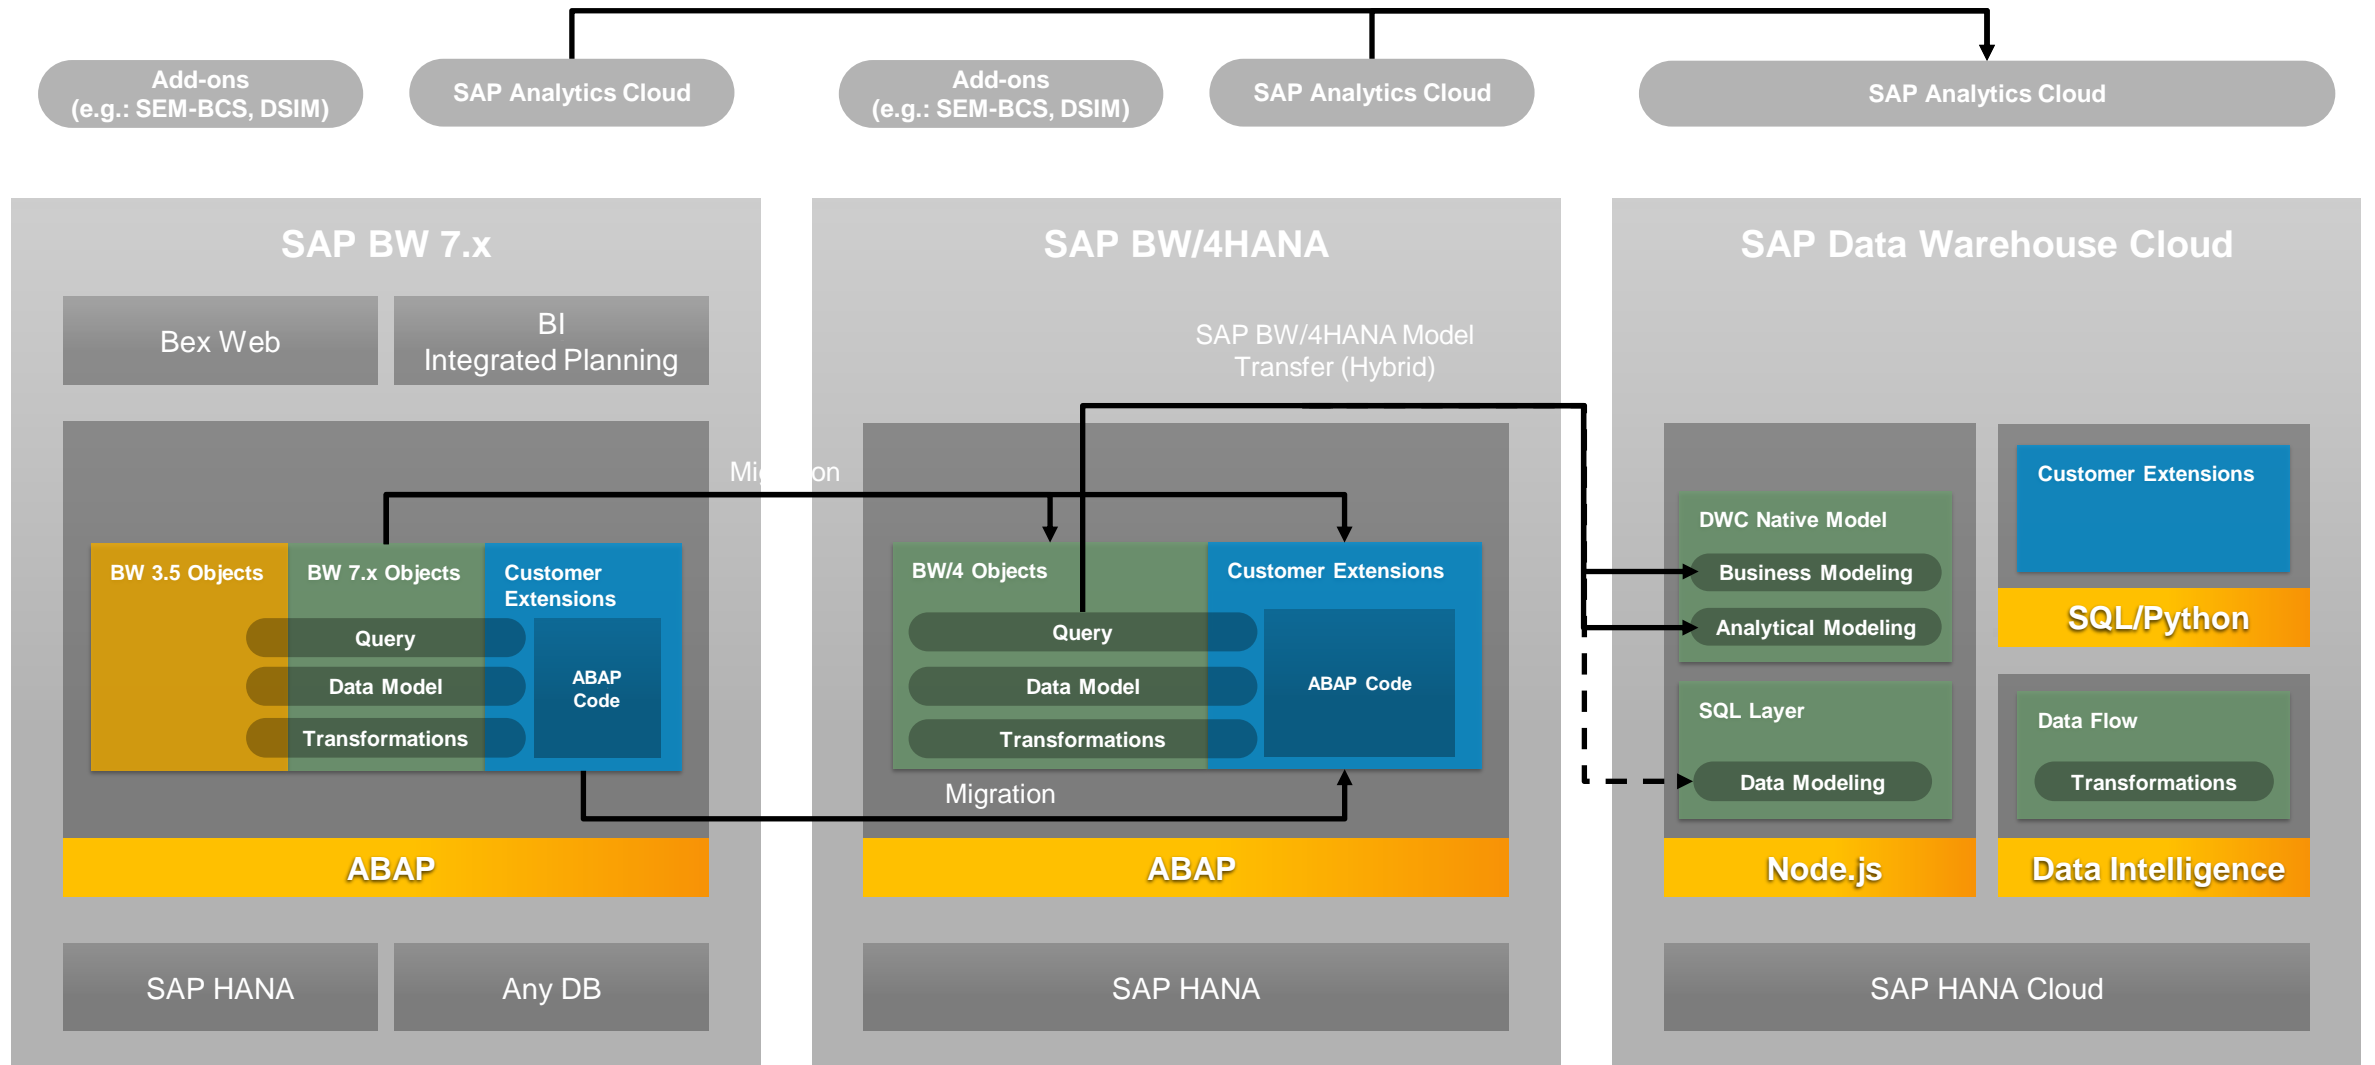 Add-ons
(e.g.: SEM-BCS, DSIM)
SAP Analytics Cloud
Add-ons
(e.g.: SEM-BCS, DSIM)
SAP Analytics Cloud
SAP Analytics Cloud
SAP BW 7.x
Bex Web
BI
Integrated Planning
BW 3.5 Objects
BW 7.x Objects
Customer
Extensions
Query
Data Model
Transformations
ABAP
Code
ABAP
SAP HANA
Any DB
Migration
Migration
SAP BW/4HANA
SAP BW/4HANA Model
Transfer (Hybrid)
BW/4 Objects
Customer Extensions
Query
Data Model
Transformations
ABAP Code
ABAP
SAP HANA
SAP Data Warehouse Cloud
DWC Native Model
Business Modeling
Analytical Modeling
SQL Layer
Data Modeling
Node.js
Customer Extensions
SQL/Python
Data Flow
Transformations
Data Intelligence
SAP HANA Cloud